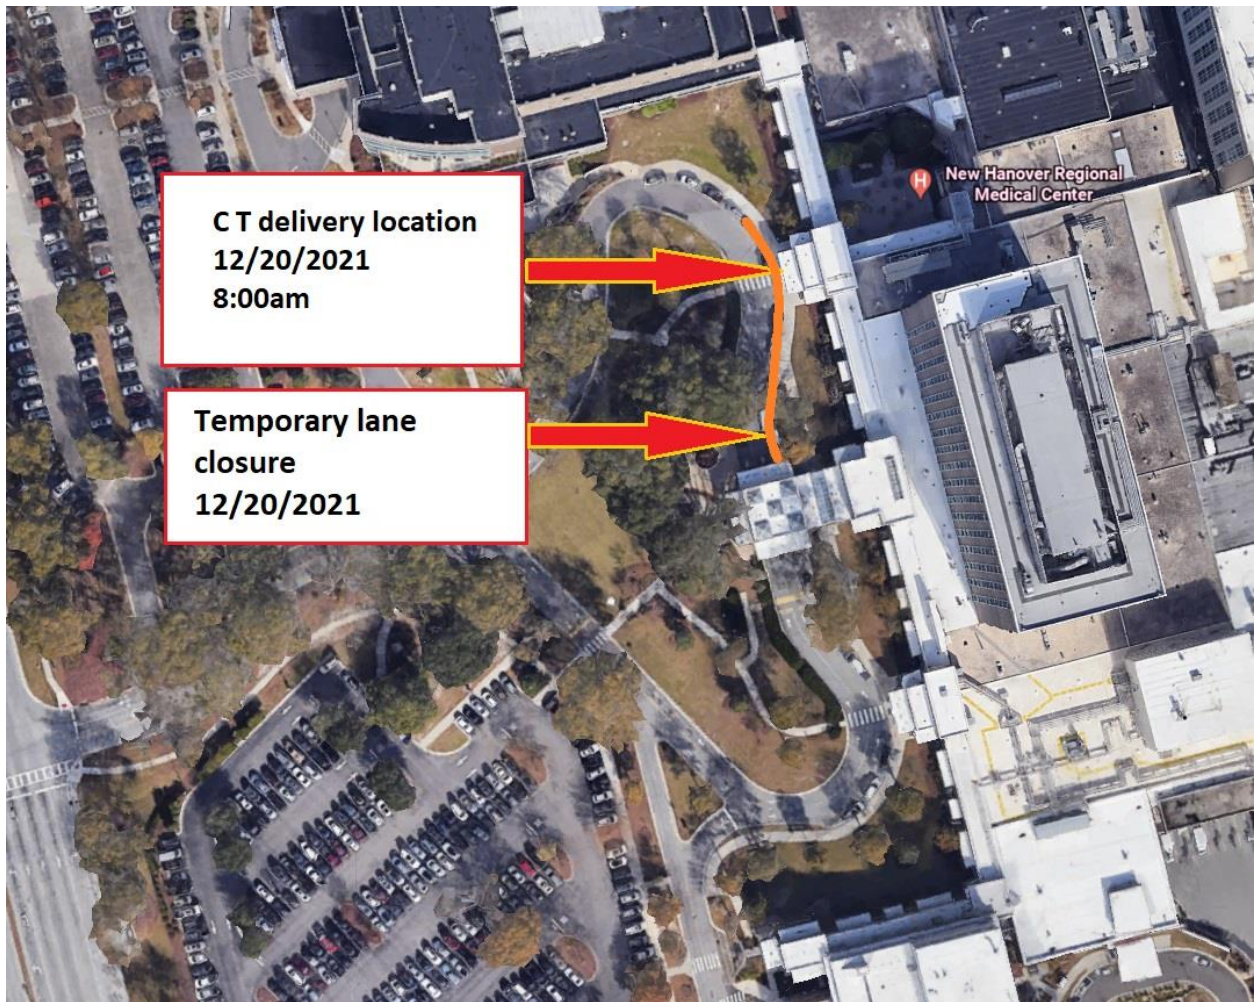 C T delivery location
12/20/2021
8:00am
Temporary lane
closure
12/20/2021
H
New Hanover Regional
Medical Center